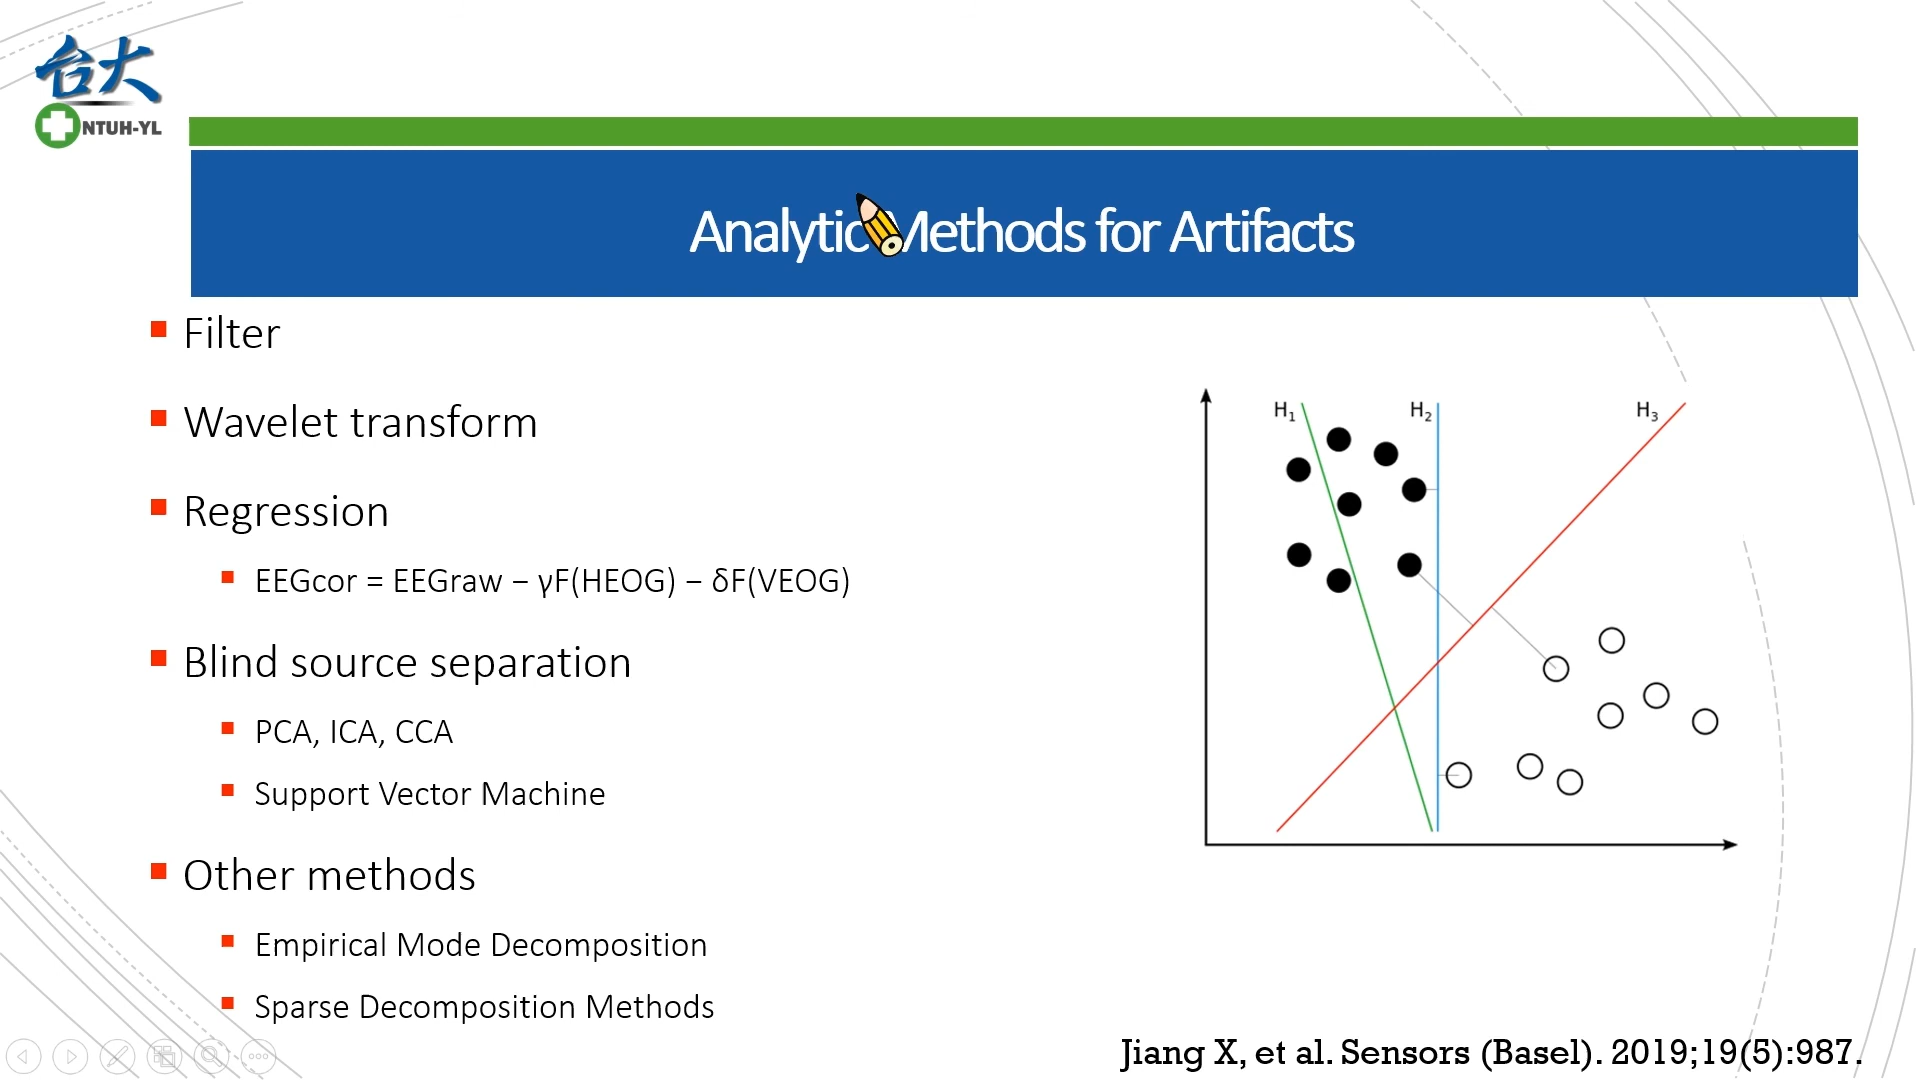 台大
NTUH-YL
Analytic Methods for Artifacts
Filter
Wavelet transform
Regression
EEGcor = EEGraw − γF(HEOG) − δF(VEOG)
Blind source separation
PCA, ICA, CCA
Support Vector Machine
Other methods
Empirical Mode Decomposition
Sparse Decomposition Methods
H₁ H₂ H₃
Jiang X, et al. Sensors (Basel). 2019;19(5):987.